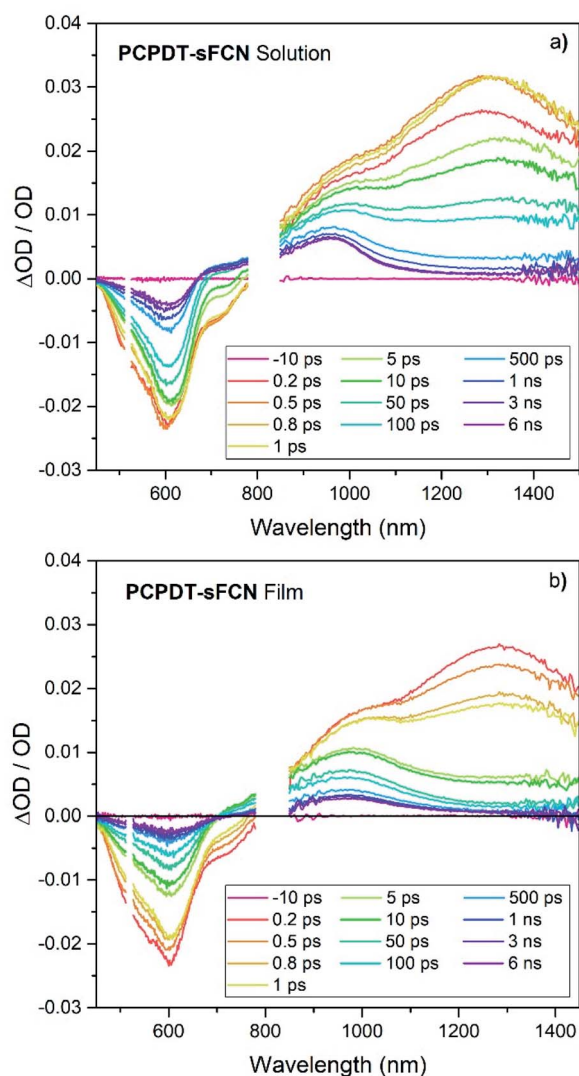 0.04
PCPDT-sFCN Solution
a)
0.03
0.02
0.01
0.00
-0.01
-0.02
-0.03
ΔOD / OD
-10 ps 5 ps 500 ps
0.2 ps 10 ps 1 ns
0.5 ps 50 ps 3 ns
0.8 ps 100 ps 6 ns
1 ps
600 800 1000 1200 1400
Wavelength (nm)
0.04
PCPDT-sFCN Film
b)
0.03
0.02
0.01
0.00
-0.01
-0.02
-0.03
ΔOD / OD
-10 ps 5 ps 500 ps
0.2 ps 10 ps 1 ns
0.5 ps 50 ps 3 ns
0.8 ps 100 ps 6 ns
1 ps
600 800 1000 1200 1400
Wavelength (nm)